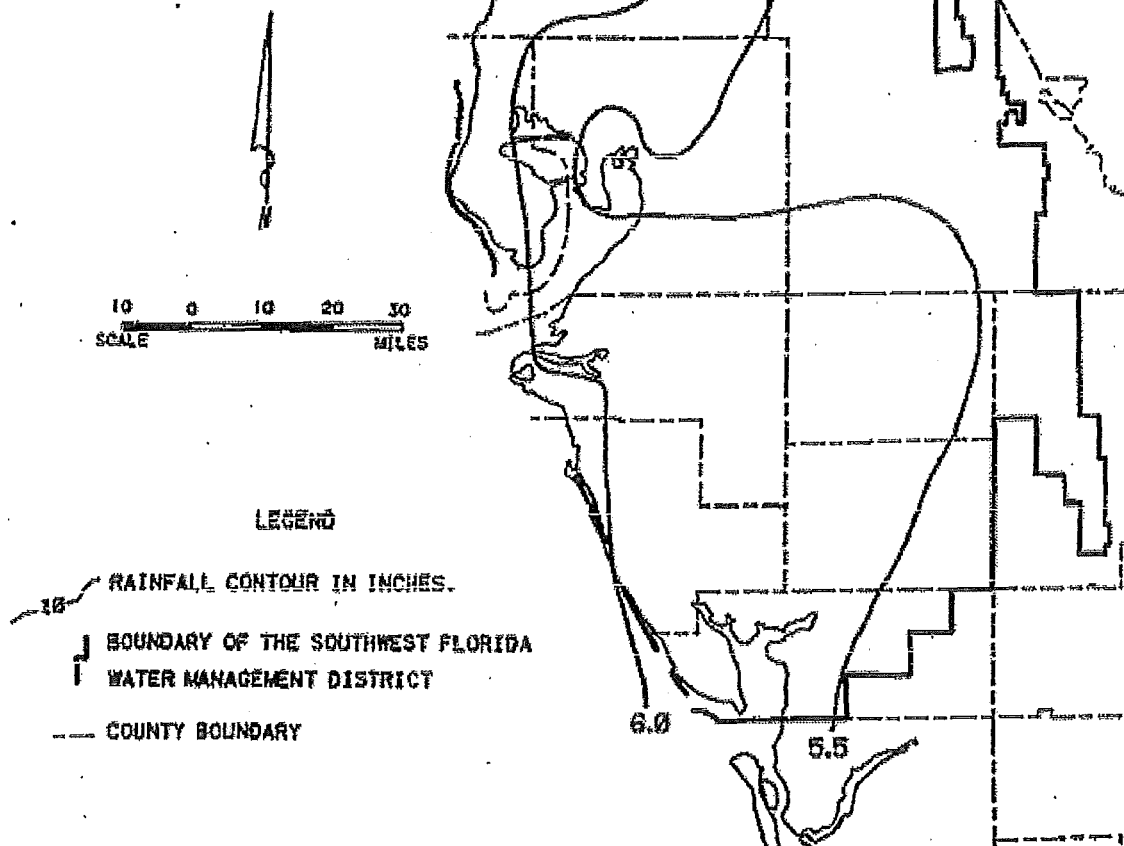 N
10 0 10 20 30
SCALE MILES
LEGEND
10 RAINFALL CONTOUR IN INCHES.
BOUNDARY OF THE SOUTHWEST FLORIDA
WATER MANAGEMENT DISTRICT
COUNTY BOUNDARY
6.0
5.5